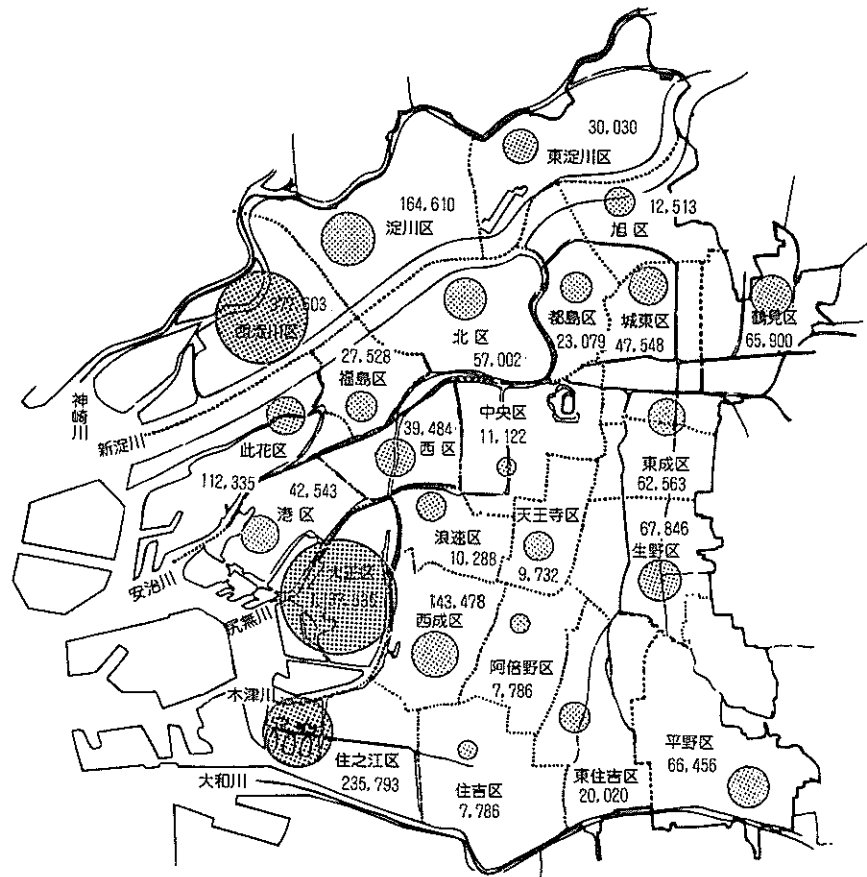 30,030
東淀川区
164,610
淀川区
12,513
旭区
西淀川区
北区
57,002
都島区
23,079
城東区
47,548
鶴見区
65,900
神崎川
新淀川
27,528
福島区
此花区
112,335
39,484
西区
中央区
11,122
東成区
62,563
42,543
港区
安治川
浪速区
10,288
天王寺区
9,732
67,846
生野区
大正区
尻無川
143,478
西成区
阿倍野区
7,786
木津川
住之江区
235,793
大和川
住吉区
7,786
東住吉区
20,020
平野区
66,456